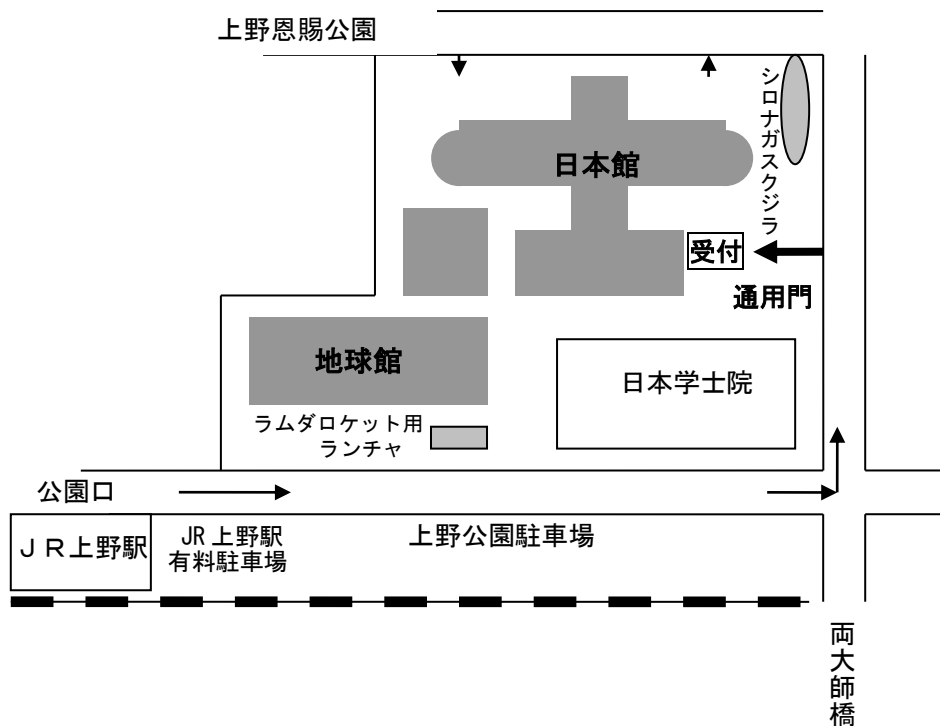 上野恩賜公園
シロナガスクジラ
日本館
受付
通用門
地球館
日本学士院
ラムダロケット用
ランチャ
公園口
ＪＲ上野駅
JR上野駅
有料駐車場
上野公園駐車場
両大師橋